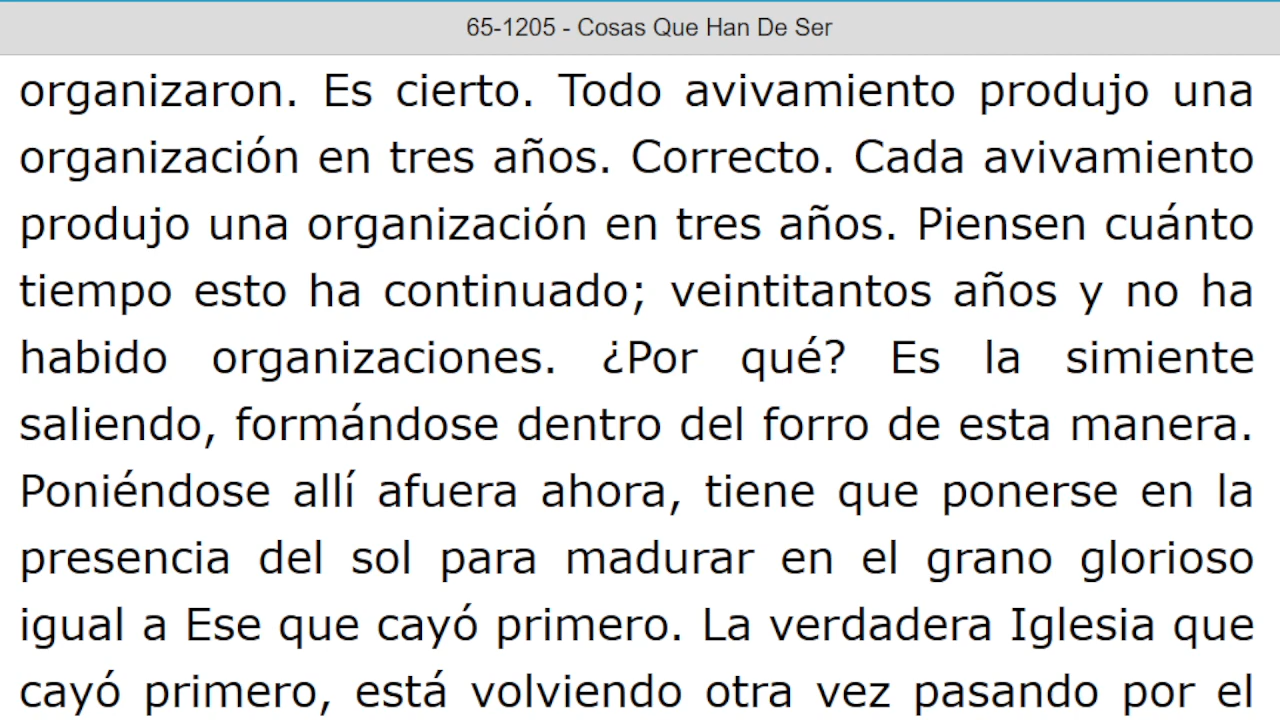 65-1205 - Cosas Que Han De Ser
organizaron. Es cierto. Todo avivamiento produjo una
organización en tres años. Correcto. Cada avivamiento
produjo una organización en tres años. Piensen cuánto
tiempo esto ha continuado; veintitantos años y no ha
habido organizaciones. ¿Por qué? Es la simiente
saliendo, formándose dentro del forro de esta manera.
Poniéndose allí afuera ahora, tiene que ponerse en la
presencia del sol para madurar en el grano glorioso
igual a Ese que cayó primero. La verdadera Iglesia que
cayó primero, está volviendo otra vez pasando por el